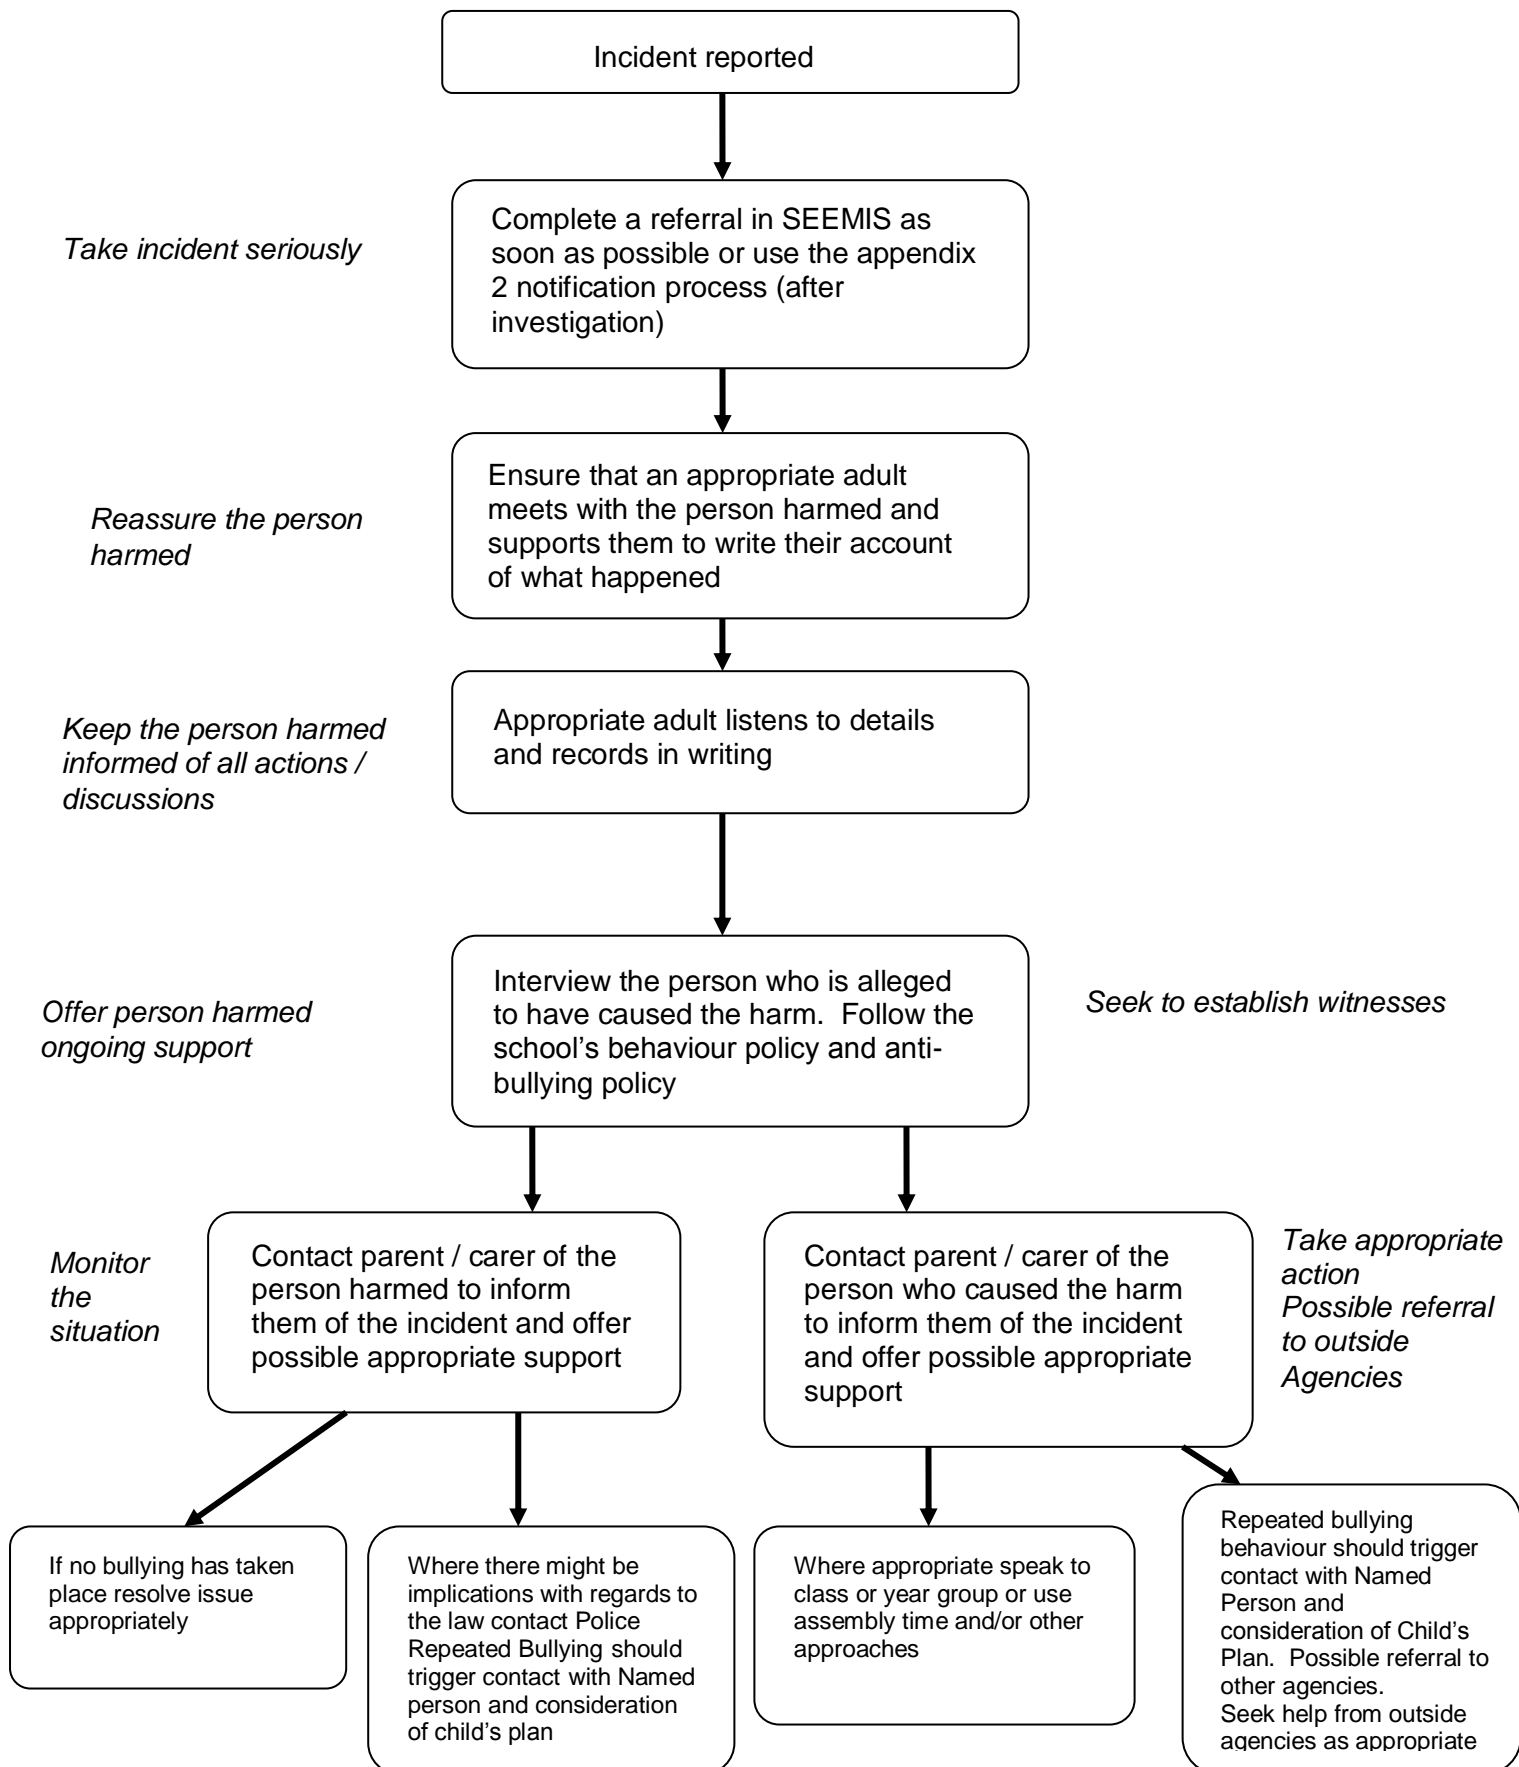 Incident reported
Take incident seriously
Complete a referral in SEEMIS as
soon as possible or use the appendix
2 notification process (after
investigation)
Reassure the person
harmed
Ensure that an appropriate adult
meets with the person harmed and
supports them to write their account
of what happened
Keep the person harmed
informed of all actions /
discussions
Appropriate adult listens to details
and records in writing
Offer person harmed
ongoing support
Interview the person who is alleged
to have caused the harm.  Follow the
school’s behaviour policy and anti-
bullying policy
Seek to establish witnesses
Monitor
the
situation
Contact parent / carer of the
person harmed to inform
them of the incident and offer
possible appropriate support
Contact parent / carer of the
person who caused the harm
to inform them of the incident
and offer possible appropriate
support
Take appropriate
action
Possible referral
to outside
Agencies
If no bullying has taken
place resolve issue
appropriately
Where there might be
implications with regards to
the law contact Police
Repeated Bullying should
trigger contact with Named
person and consideration
of child’s plan
Where appropriate speak to
class or year group or use
assembly time and/or other
approaches
Repeated bullying
behaviour should trigger
contact with Named
Person and
consideration of Child’s
Plan.  Possible referral to
other agencies.
Seek help from outside
agencies as appropriate